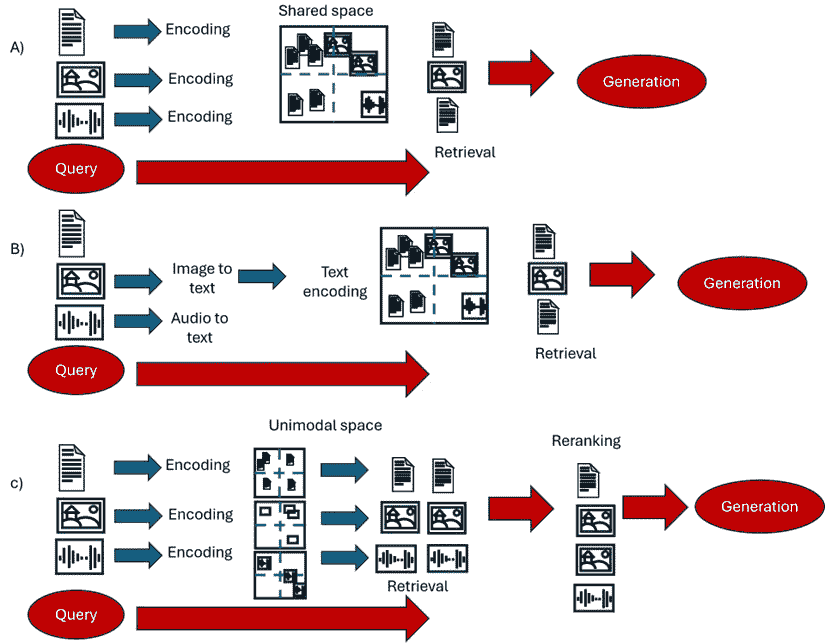 A)
Encoding
Shared space
Encoding
Encoding
Generation
Retrieval
Query
B)
Image to
text
Text
encoding
Audio to
text
Generation
Retrieval
Query
c)
Unimodal space
Reranking
Encoding
Encoding
Encoding
Generation
Retrieval
Query